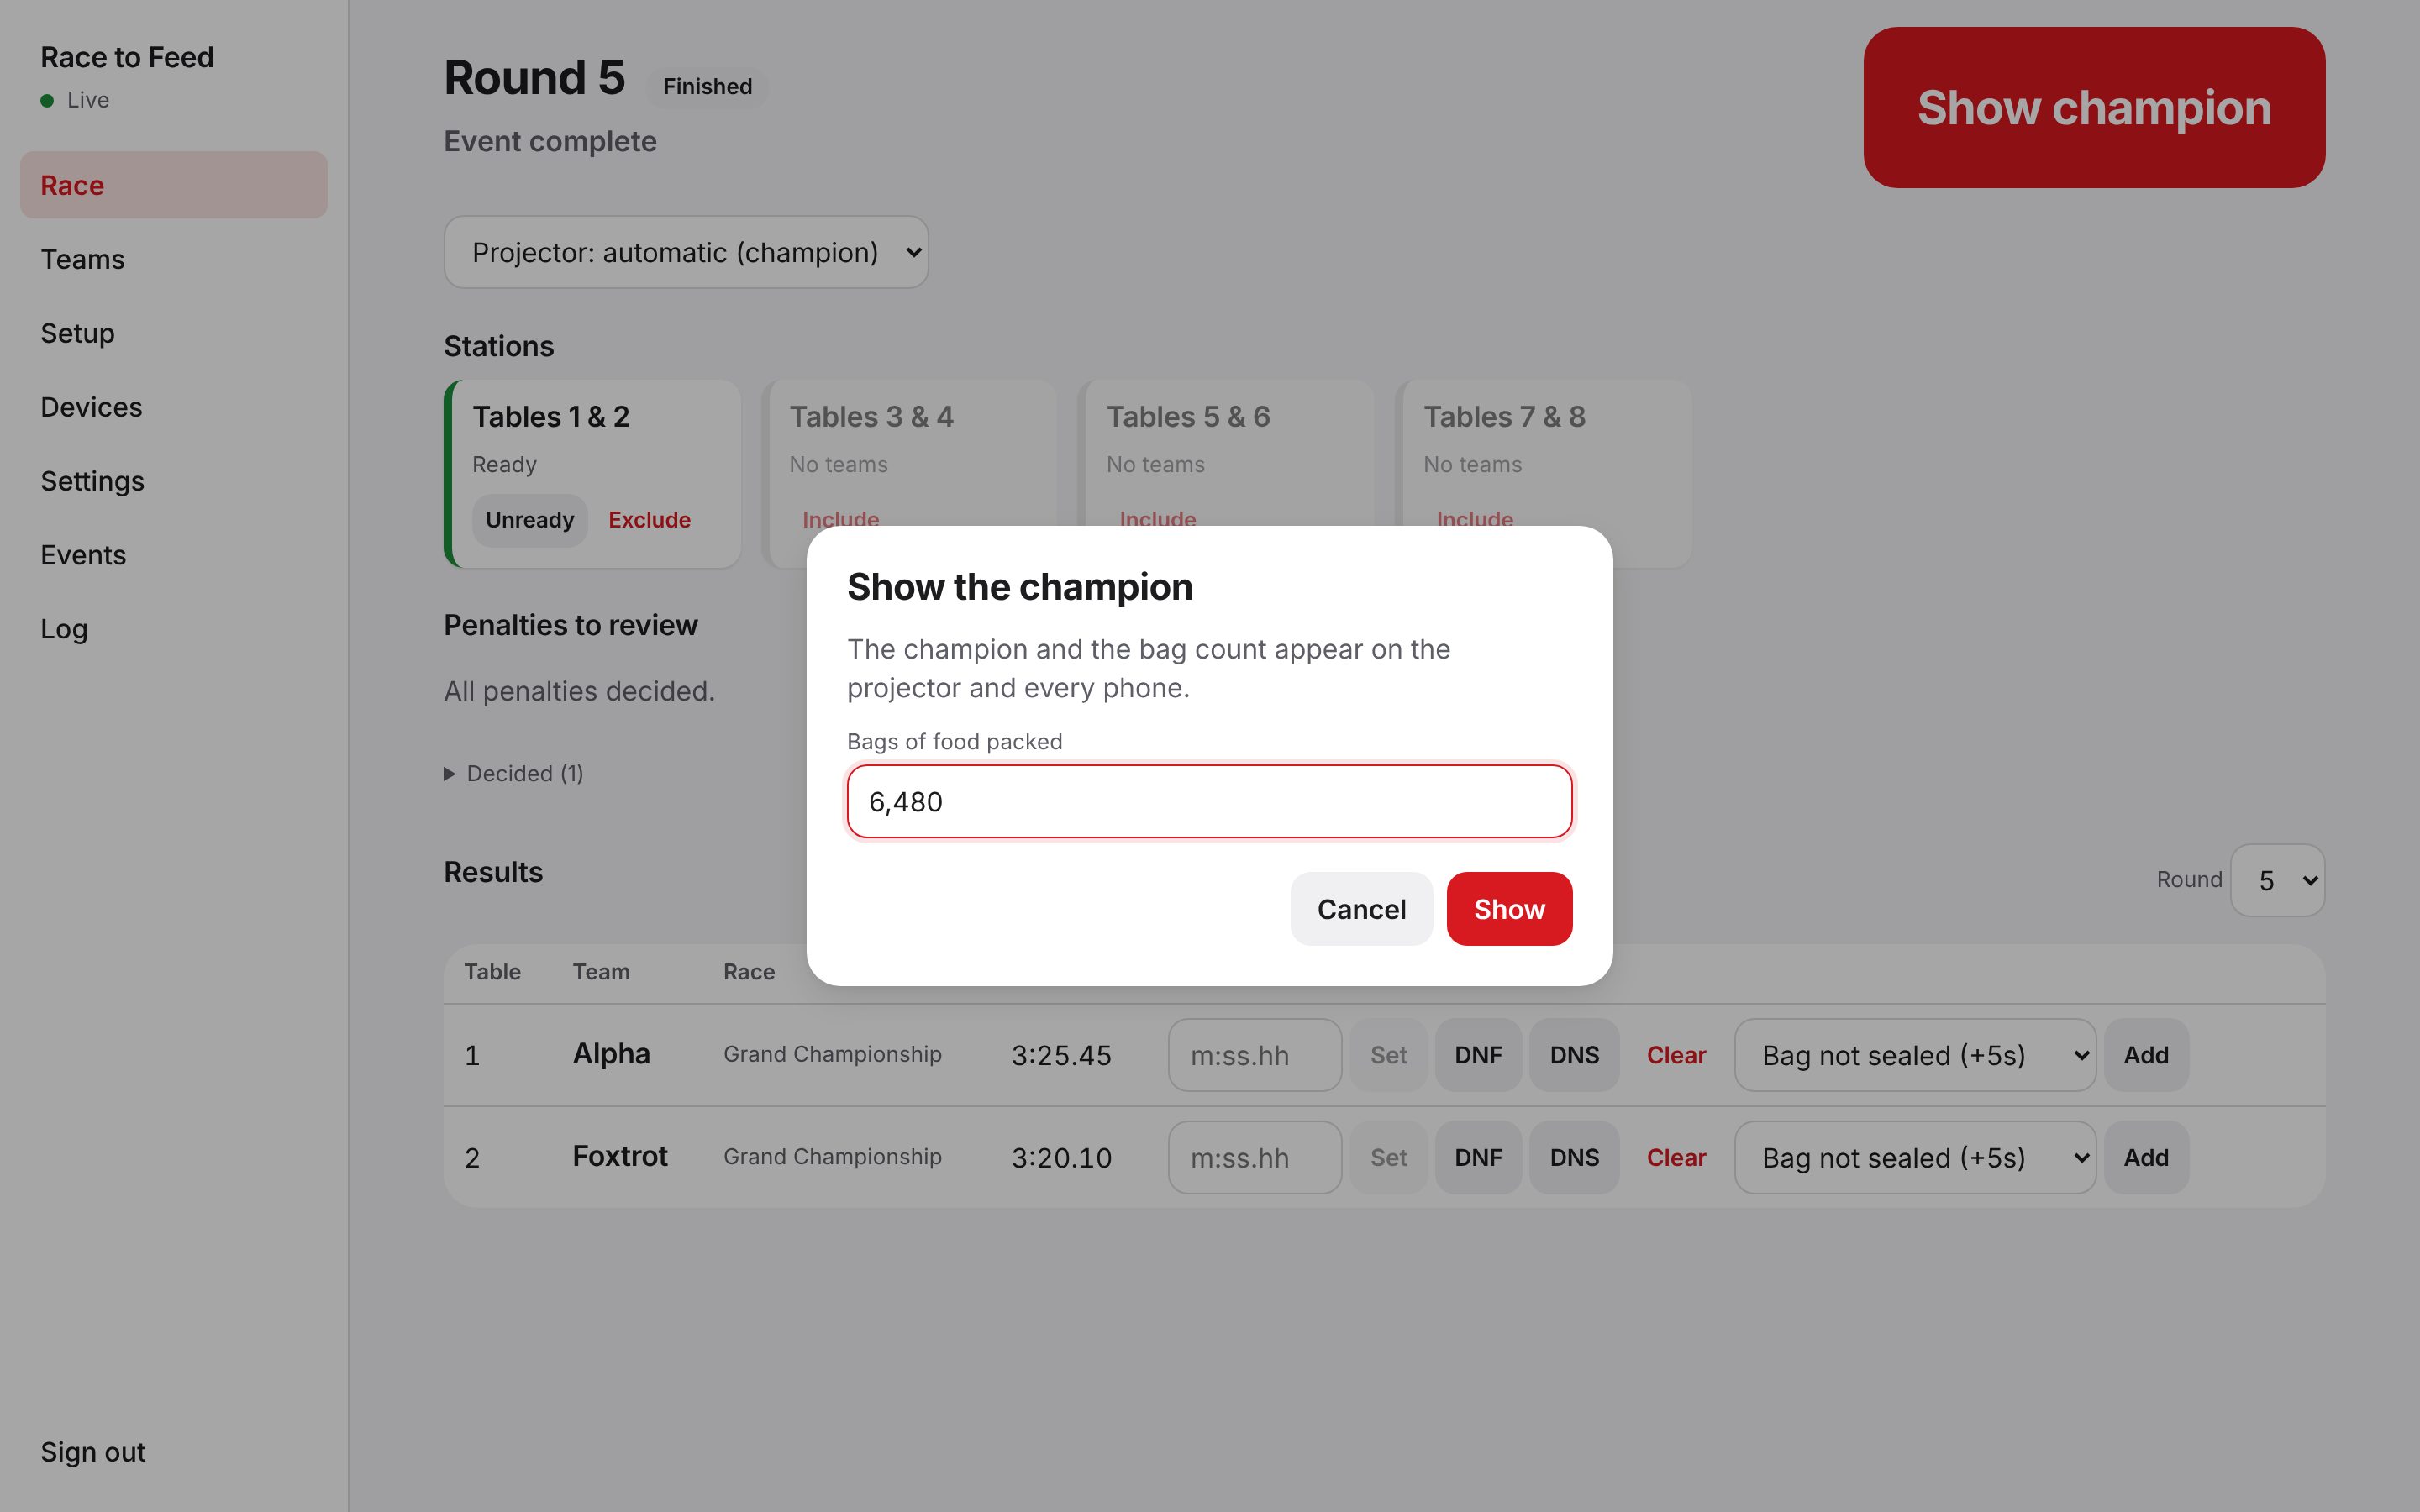 Race to Feed
Live
Race
Teams
Setup
Devices
Settings
Events
Log
Sign out
Round 5 Finished
Event complete
Show champion
Projector: automatic (champion)
Stations
Tables 1 & 2
Ready
Unready Exclude
Tables 3 & 4
No teams
Include
Tables 5 & 6
No teams
Include
Tables 7 & 8
No teams
Include
Penalties to review
All penalties decided.
Decided (1)
Show the champion
The champion and the bag count appear on the
projector and every phone.
Bags of food packed
6,480
Cancel Show
Results
Round 5
Table Team Race
1 Alpha Grand Championship 3:25.45 m:ss.hh Set DNF DNS Clear Bag not sealed (+5s) Add
2 Foxtrot Grand Championship 3:20.10 m:ss.hh Set DNF DNS Clear Bag not sealed (+5s) Add